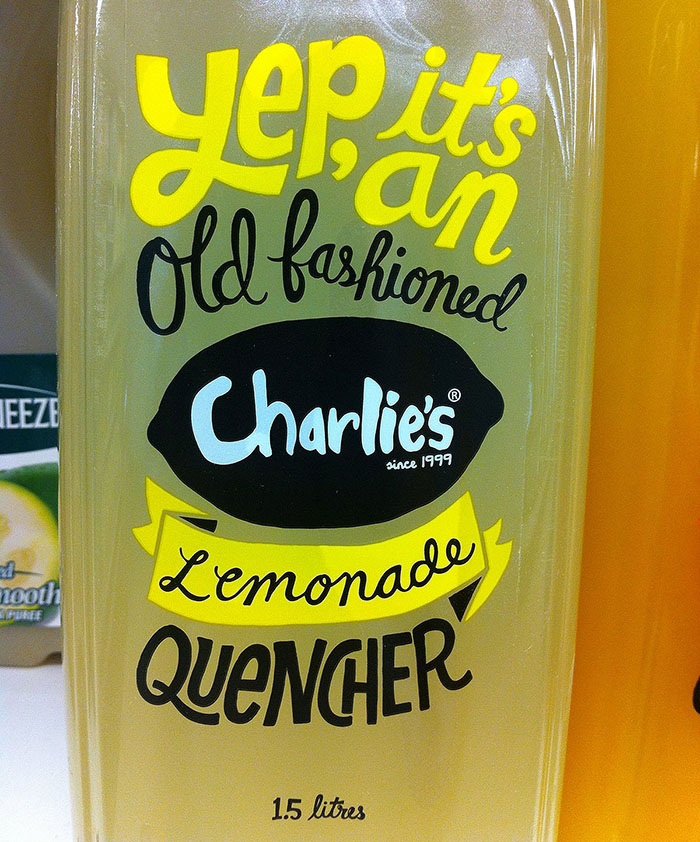 yep, it's
an
Old fashioned
Charlie's®
since 1999
Lemonade
QUENCHER
1.5 litres